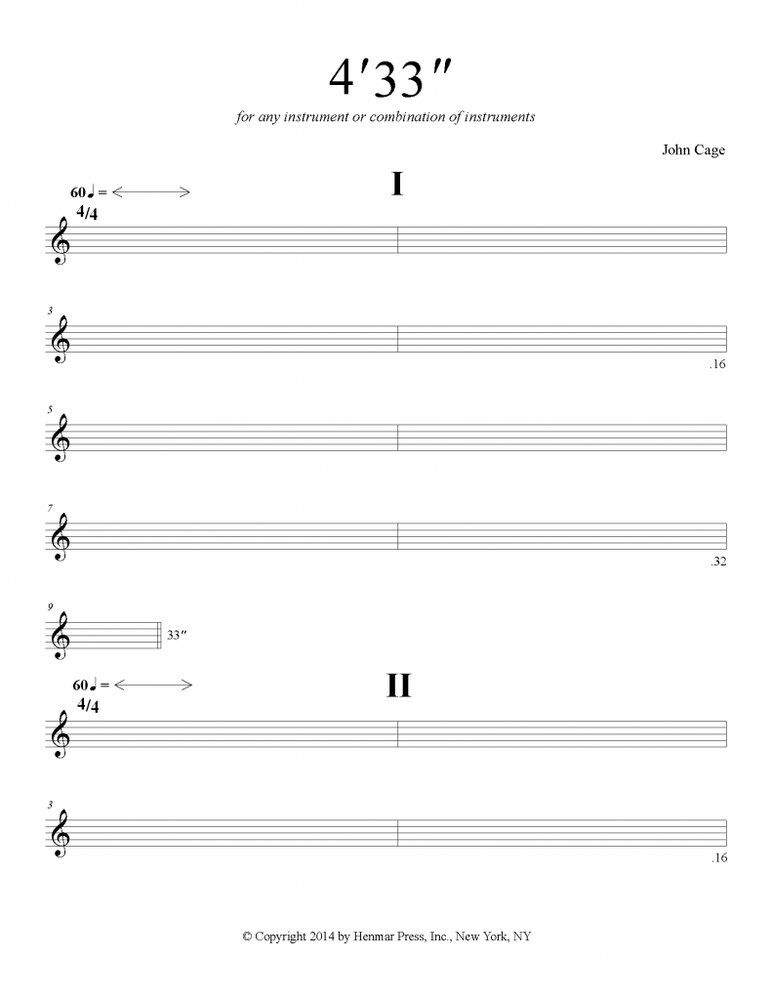 4′33″
for any instrument or combination of instruments
John Cage
I
60♩=
4/4
3
.16
5
7
.32
9
33″
II
60♩=
4/4
3
.16
© Copyright 2014 by Henmar Press, Inc., New York, NY